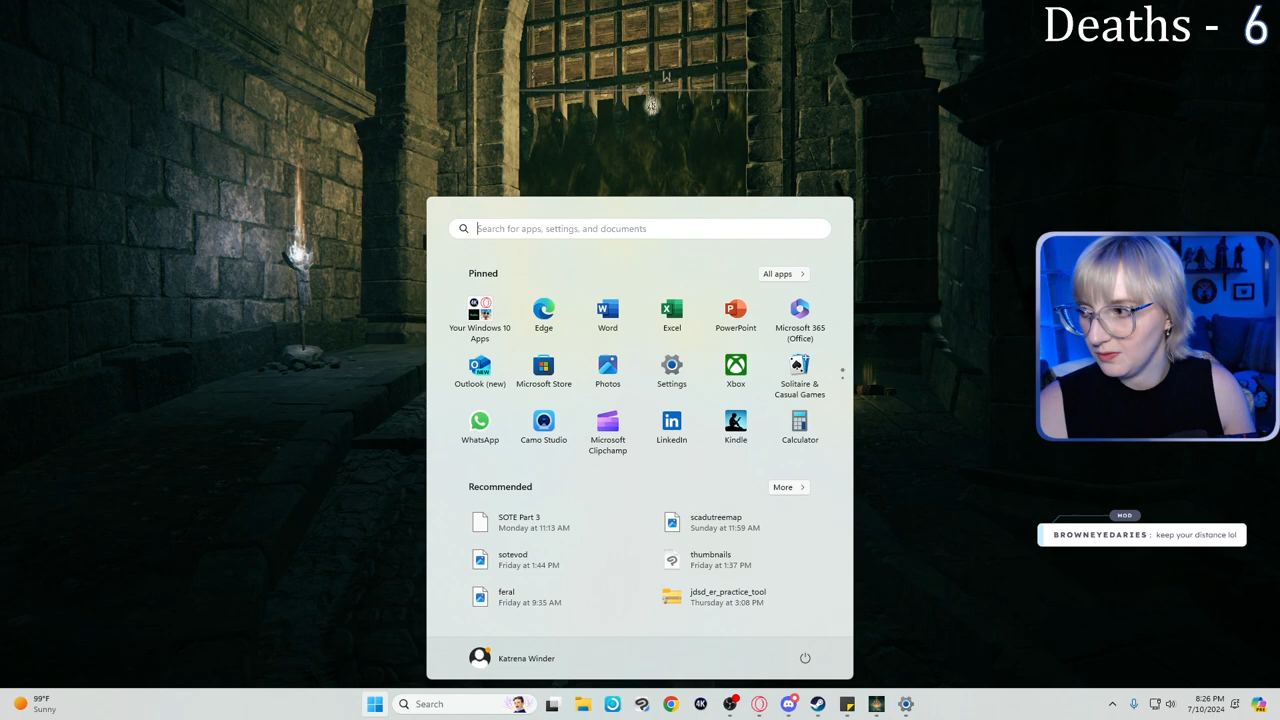 Deaths - 6
W
Search for apps, settings, and documents
Pinned
All apps
Your Windows 10 Apps
Edge
Word
Excel
PowerPoint
Microsoft 365 (Office)
Outlook (new)
Microsoft Store
Photos
Settings
Xbox
Solitaire & Casual Games
WhatsApp
Camo Studio
Microsoft Clipchamp
LinkedIn
Kindle
Calculator
Recommended
More
SOTE Part 3
Monday at 11:13 AM
scadutreemap
Sunday at 11:59 AM
sotevod
Friday at 1:44 PM
thumbnails
Friday at 1:37 PM
feral
Friday at 9:35 AM
jdsd_er_practice_tool
Thursday at 3:08 PM
Katrena Winder
MOD
BROWNEYEDARIES : keep your distance lol
99°F
Sunny
Search
8:26 PM
7/10/2024